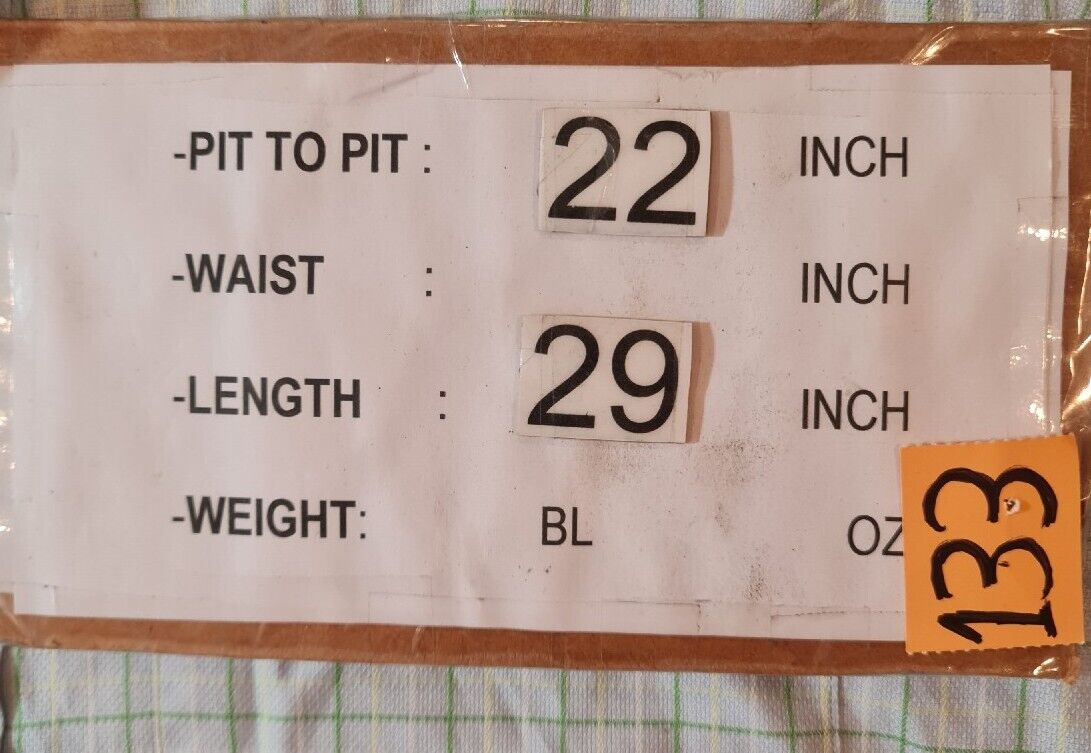 -PIT TO PIT : 22 INCH
-WAIST : INCH
-LENGTH : 29 INCH
-WEIGHT: BL OZ
133